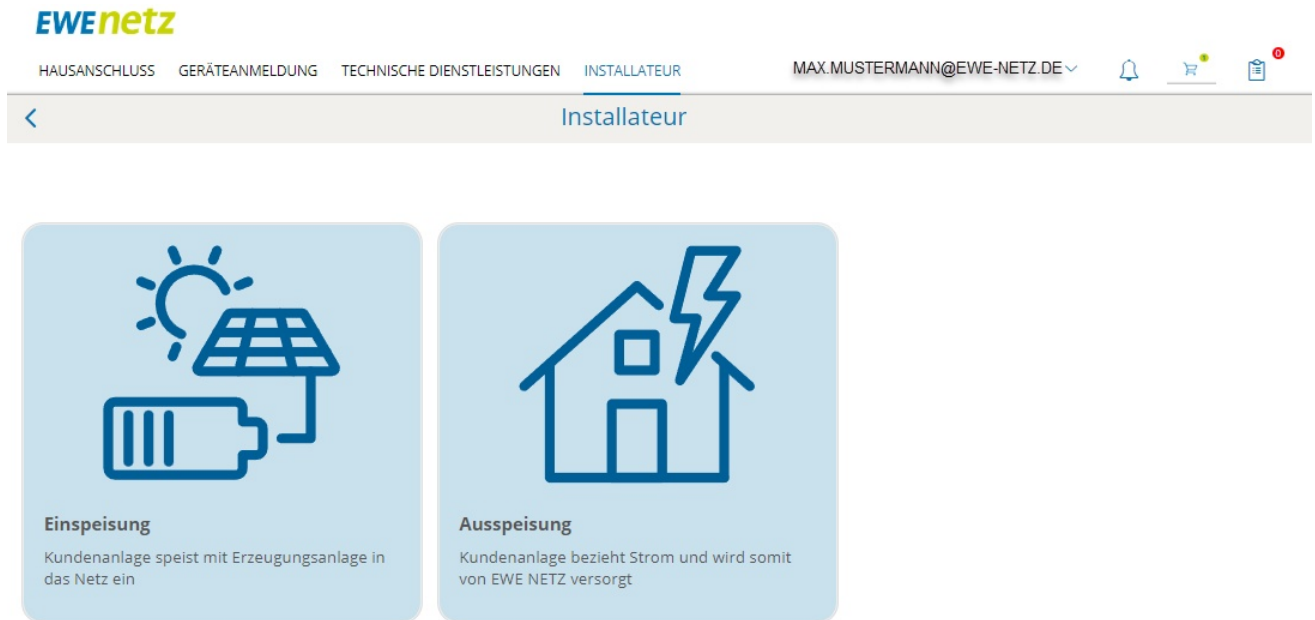 EWEnetz
HAUSANSCHLUSS GERÄTEANMELDUNG TECHNISCHE DIENSTLEISTUNGEN INSTALLATEUR MAX.MUSTERMANN@EWE-NETZ.DE 1 0
Installateur
Einspeisung
Kundenanlage speist mit Erzeugungsanlage in
das Netz ein
Ausspeisung
Kundenanlage bezieht Strom und wird somit
von EWE NETZ versorgt